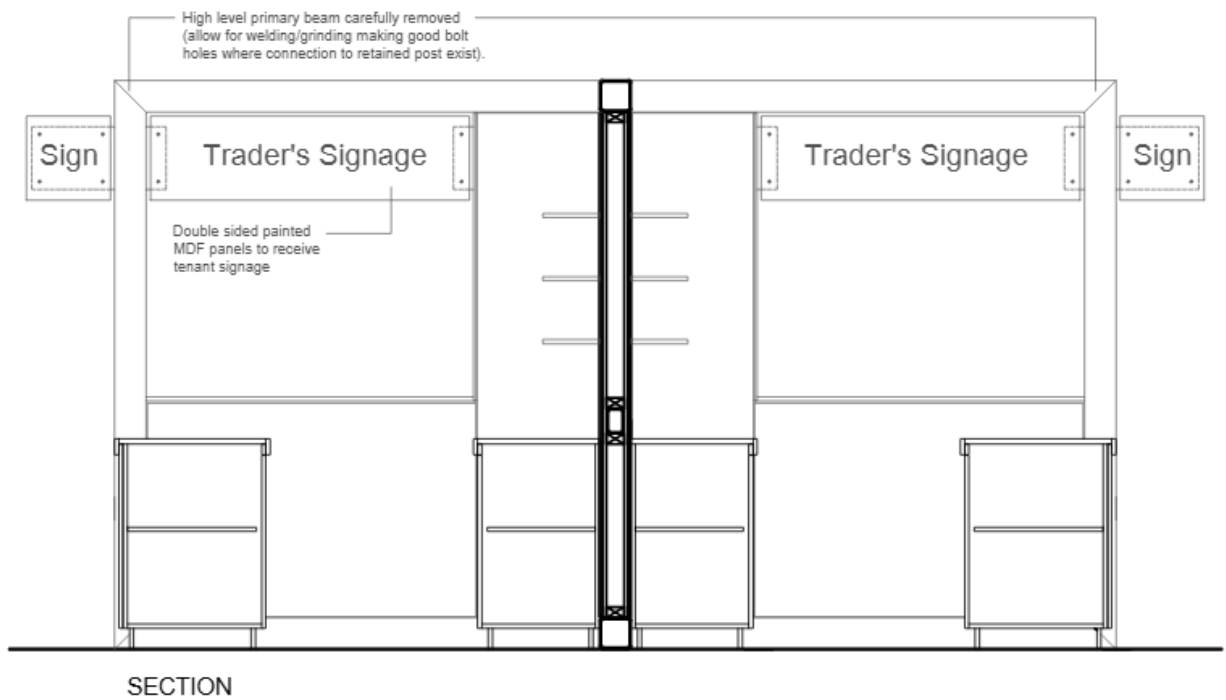 High level primary beam carefully removed
(allow for welding/grinding making good bolt
holes where connection to retained post exist).
Sign
Trader's Signage
Trader's Signage
Sign
Double sided painted
MDF panels to receive
tenant signage
SECTION